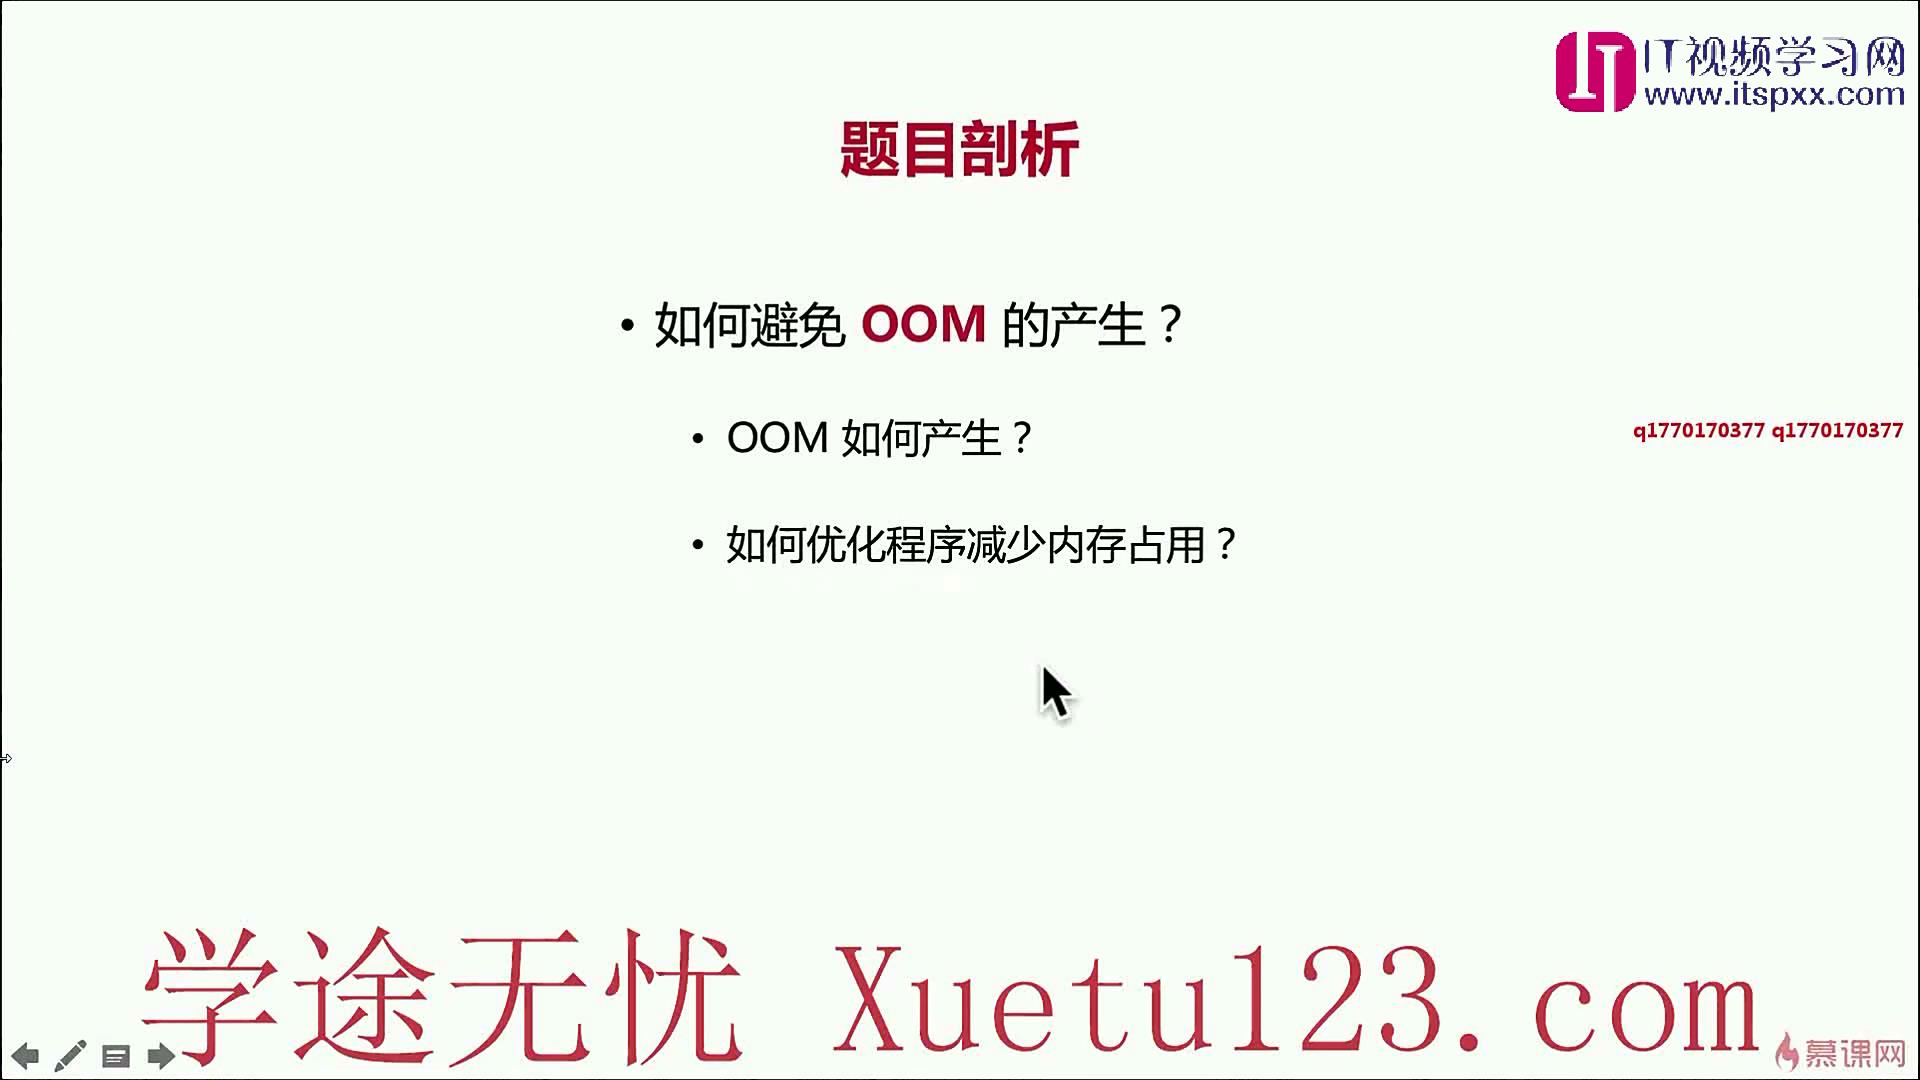 IT视频学习网
www.itspxx.com
题目剖析
• 如何避免 OOM 的产生？
• OOM 如何产生？
q1770170377 q1770170377
• 如何优化程序减少内存占用？
学途无忧 Xuetu123.com
慕课网